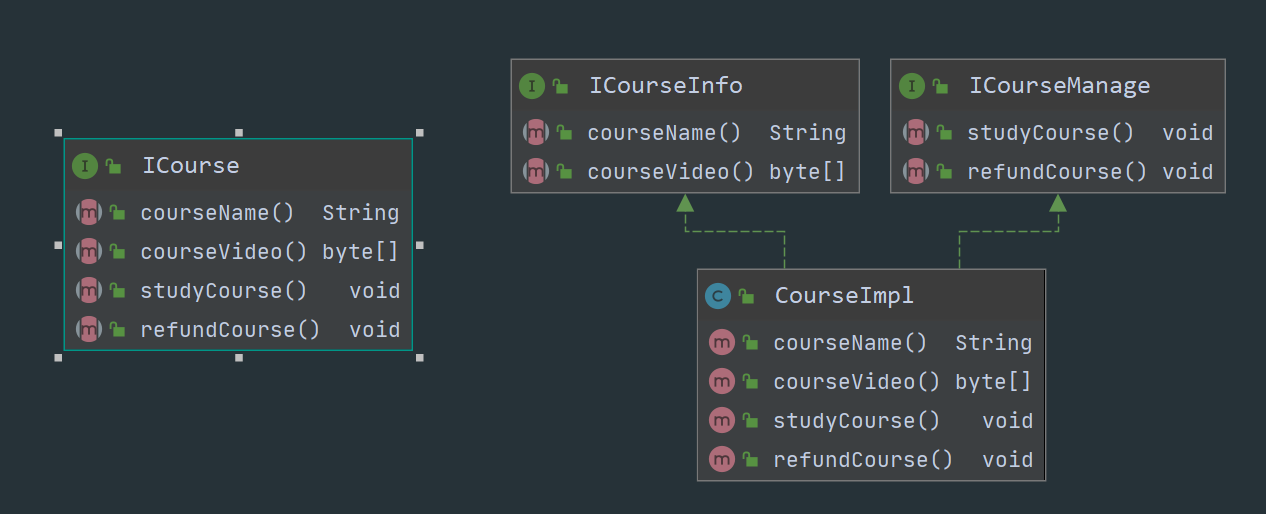 I ICourse
m courseName() String
m courseVideo() byte[]
m studyCourse() void
m refundCourse() void
I ICourseInfo
m courseName() String
m courseVideo() byte[]
I ICourseManage
m studyCourse() void
m refundCourse() void
C CourseImpl
m courseName() String
m courseVideo() byte[]
m studyCourse() void
m refundCourse() void